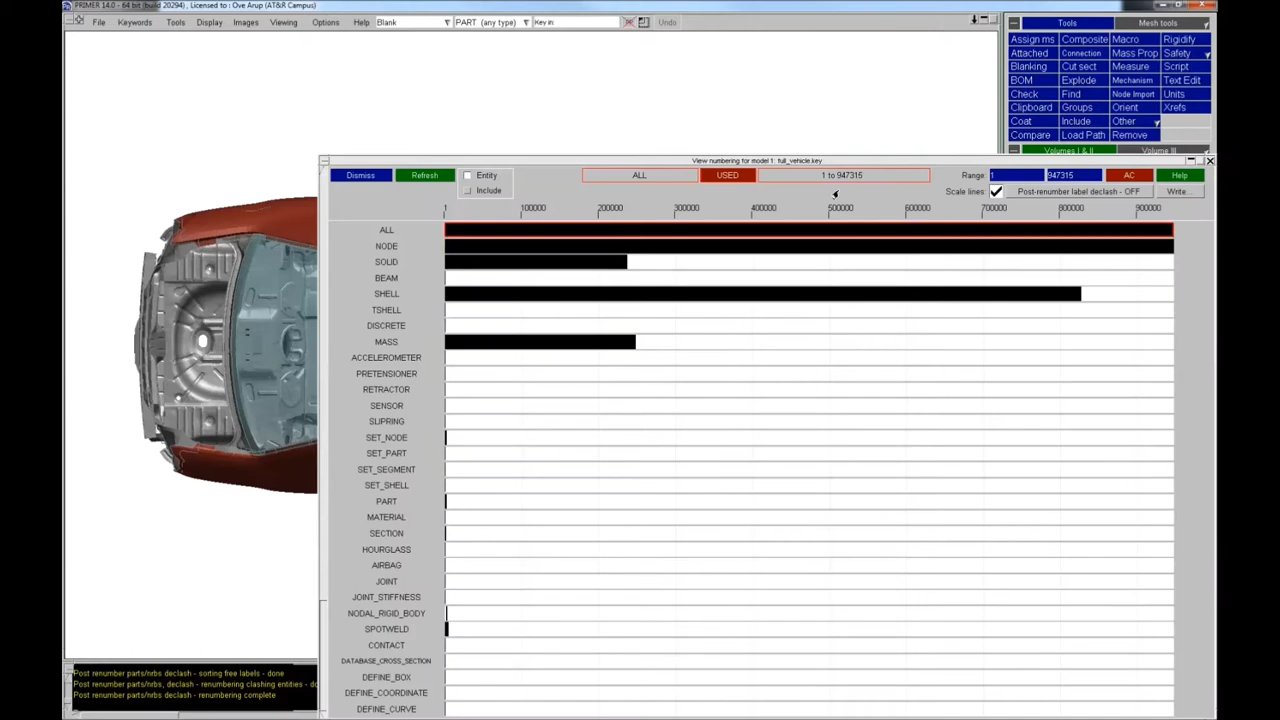 PRIMER 14.0 - 64 bit (build 20294), Licensed to : Ove Arup (AT&R Campus)
File Keywords Tools Display Images Viewing Options Help Blank PART (any type) Key in: Undo
Tools Mesh tools
Assign ms Composite Macro Rigidify
Attached Connection Mass Prop Safety
Blanking Cut sect Measure Script
BOM Explode Mechanism Text Edit
Check Find Node Import Units
Clipboard Groups Orient Xrefs
Coat Include Other
Compare Load Path Remove
Volumes I & II Volume III
View numbering for model 1: full_vehicle.key
Dismiss Refresh Entity ALL USED 1 to 947315 Range: 1 947315 AC Help
Include Scale lines: Post-renumber label declash - OFF Write...
1 100000 200000 300000 400000 500000 600000 700000 800000 900000
ALL
NODE
SOLID
BEAM
SHELL
TSHELL
DISCRETE
MASS
ACCELEROMETER
PRETENSIONER
RETRACTOR
SENSOR
SLIPRING
SET_NODE
SET_PART
SET_SEGMENT
SET_SHELL
PART
MATERIAL
SECTION
HOURGLASS
AIRBAG
JOINT
JOINT_STIFFNESS
NODAL_RIGID_BODY
SPOTWELD
CONTACT
DATABASE_CROSS_SECTION
DEFINE_BOX
DEFINE_COORDINATE
DEFINE_CURVE
Post renumber parts/nrbs declash - sorting free labels - done
Post renumber parts/nrbs, declash - renumbering clashing entities - do
Post renumber parts/nrbs declash - renumbering complete